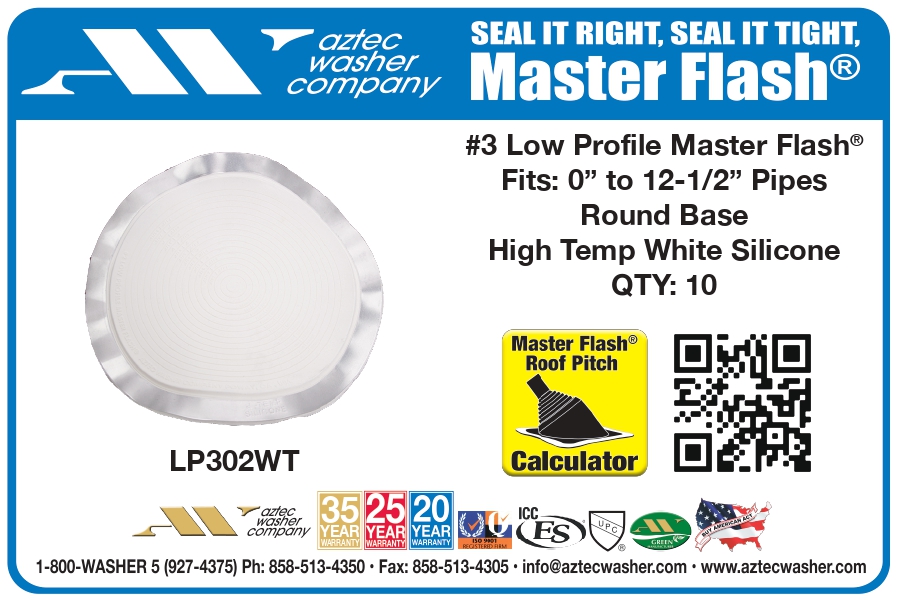 aztec
washer
company
SEAL IT RIGHT, SEAL IT TIGHT,
Master Flash®
#3 Low Profile Master Flash®
Fits: 0” to 12-1/2” Pipes
Round Base
High Temp White Silicone
QTY: 10
Master Flash®
Roof Pitch
Calculator
LP302WT
aztec
washer
company
35
YEAR
WARRANTY
25
YEAR
WARRANTY
20
YEAR
WARRANTY
ISO 9001
REGISTERED FIRM
ICC
ES
®
UPC
®
GREEN
BUY AMERICAN ACT
1-800-WASHER 5 (927-4375) Ph: 858-513-4350 • Fax: 858-513-4305 • info@aztecwasher.com • www.aztecwasher.com